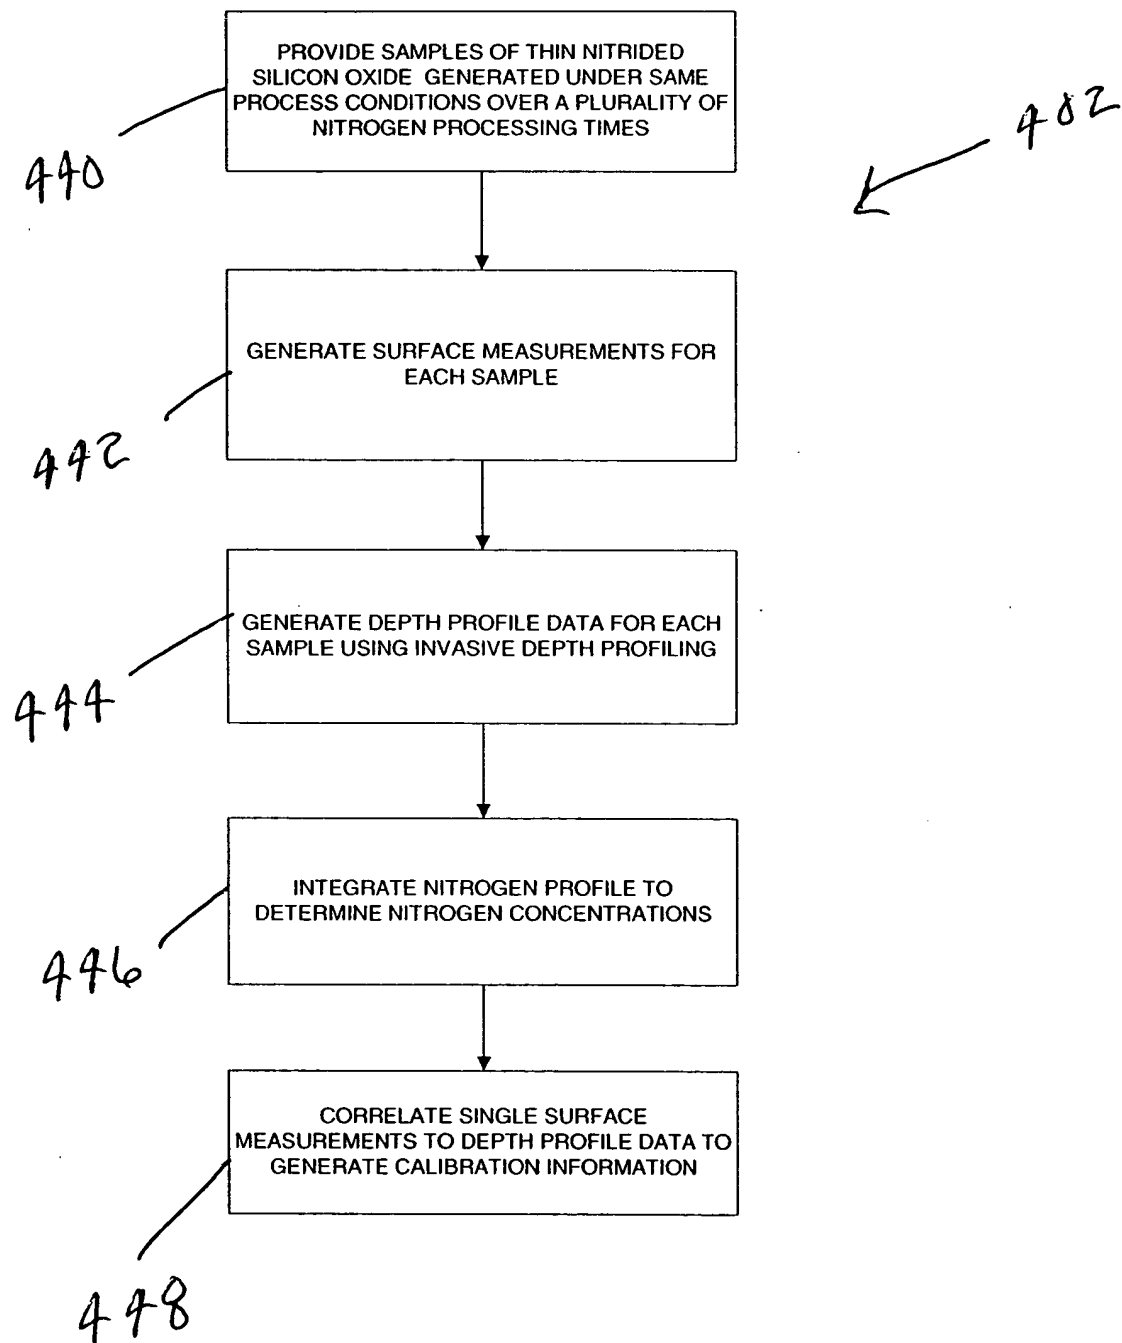 PROVIDE SAMPLES OF THIN NITRIDED
SILICON OXIDE GENERATED UNDER SAME
PROCESS CONDITIONS OVER A PLURALITY OF
NITROGEN PROCESSING TIMES
440
402
GENERATE SURFACE MEASUREMENTS FOR
EACH SAMPLE
442
GENERATE DEPTH PROFILE DATA FOR EACH
SAMPLE USING INVASIVE DEPTH PROFILING
444
INTEGRATE NITROGEN PROFILE TO
DETERMINE NITROGEN CONCENTRATIONS
446
CORRELATE SINGLE SURFACE
MEASUREMENTS TO DEPTH PROFILE DATA TO
GENERATE CALIBRATION INFORMATION
448